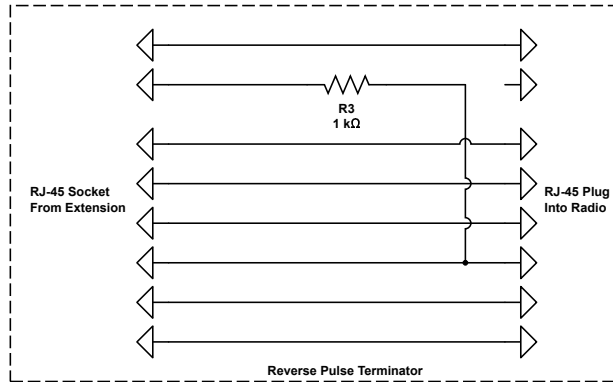 R3
1 kΩ
RJ-45 Socket
From Extension
RJ-45 Plug
Into Radio
Reverse Pulse Terminator